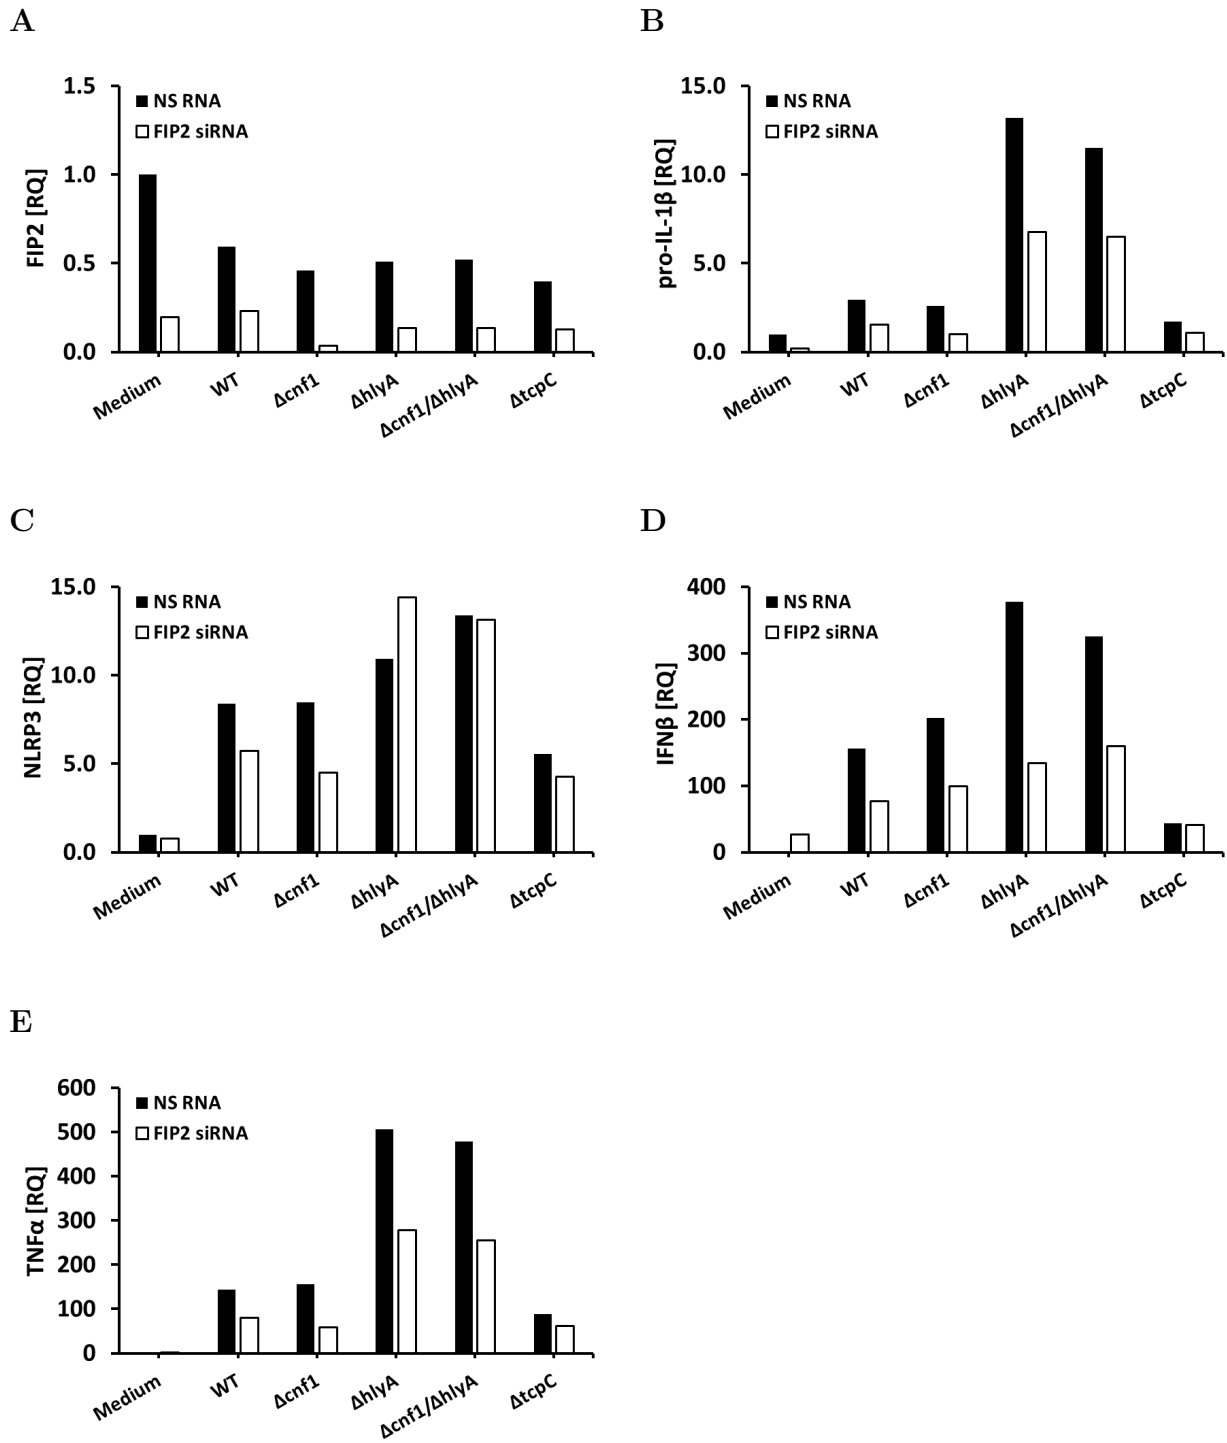 A
FIP2 [RQ]
1.5
1.0
0.5
0.0
NS RNA
FIP2 siRNA
Medium
WT
Δcnf1
ΔhlyA
Δcnf1/ΔhlyA
ΔtcpC
B
pro-IL-1β [RQ]
15.0
10.0
5.0
0.0
NS RNA
FIP2 siRNA
Medium
WT
Δcnf1
ΔhlyA
Δcnf1/ΔhlyA
ΔtcpC
C
NLRP3 [RQ]
15.0
10.0
5.0
0.0
NS RNA
FIP2 siRNA
Medium
WT
Δcnf1
ΔhlyA
Δcnf1/ΔhlyA
ΔtcpC
D
IFNβ [RQ]
400
300
200
100
0
NS RNA
FIP2 siRNA
Medium
WT
Δcnf1
ΔhlyA
Δcnf1/ΔhlyA
ΔtcpC
E
TNFα [RQ]
600
500
400
300
200
100
0
NS RNA
FIP2 siRNA
Medium
WT
Δcnf1
ΔhlyA
Δcnf1/ΔhlyA
ΔtcpC